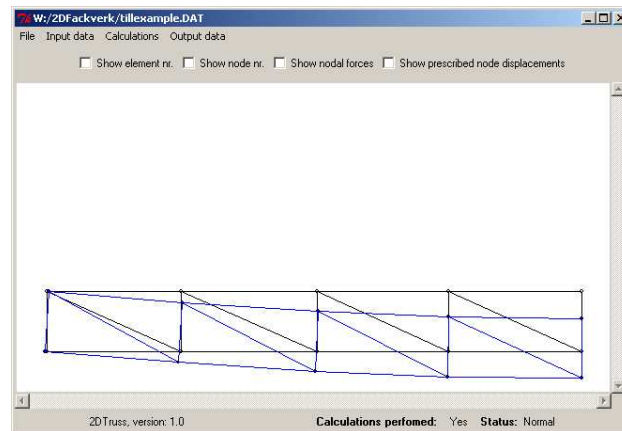 W:/2DFackverk/tillexample.DAT
File Input data Calculations Output data
Show element nr. Show node nr. Show nodal forces Show prescribed node displacements
2DTruss, version: 1.0 Calculations perfomed: Yes Status: Normal